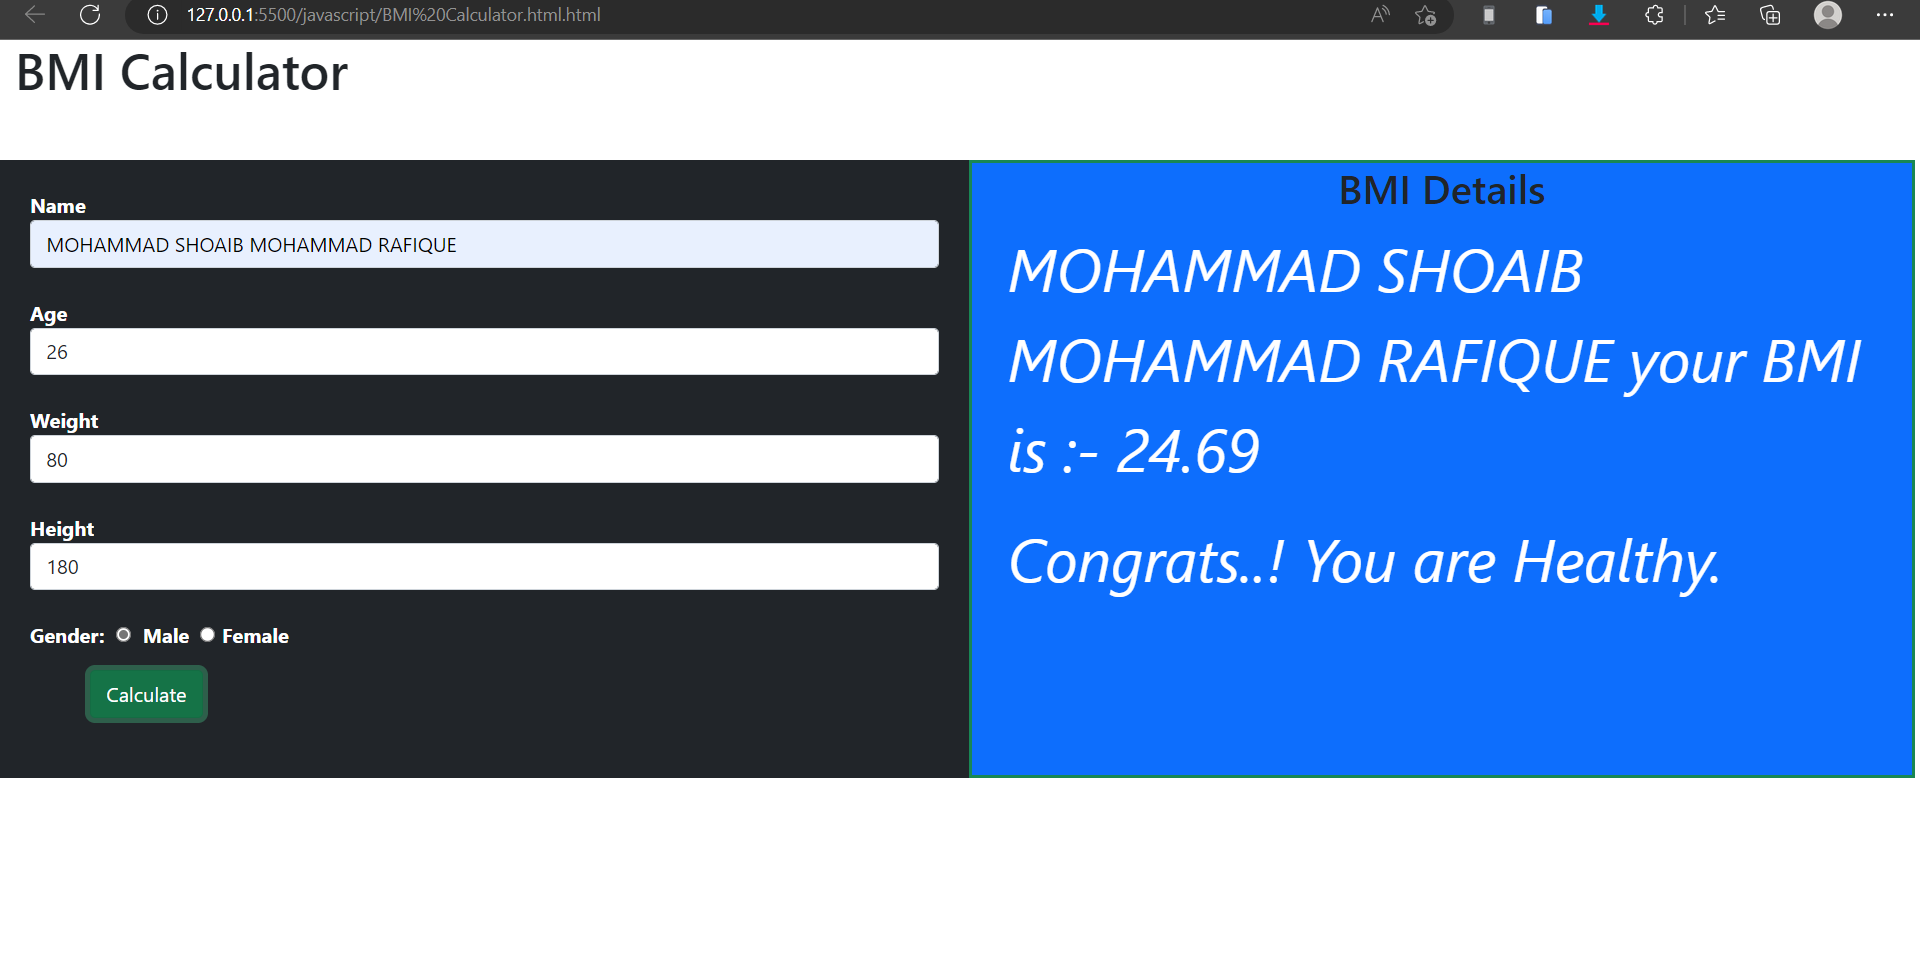 127.0.0.1:5500/javascript/BMI%20Calculator.html.html
BMI Calculator
Name
MOHAMMAD SHOAIB MOHAMMAD RAFIQUE
Age
26
Weight
80
Height
180
Gender: Male Female
Calculate
BMI Details
MOHAMMAD SHOAIB
MOHAMMAD RAFIQUE your BMI
is :- 24.69
Congrats..! You are Healthy.